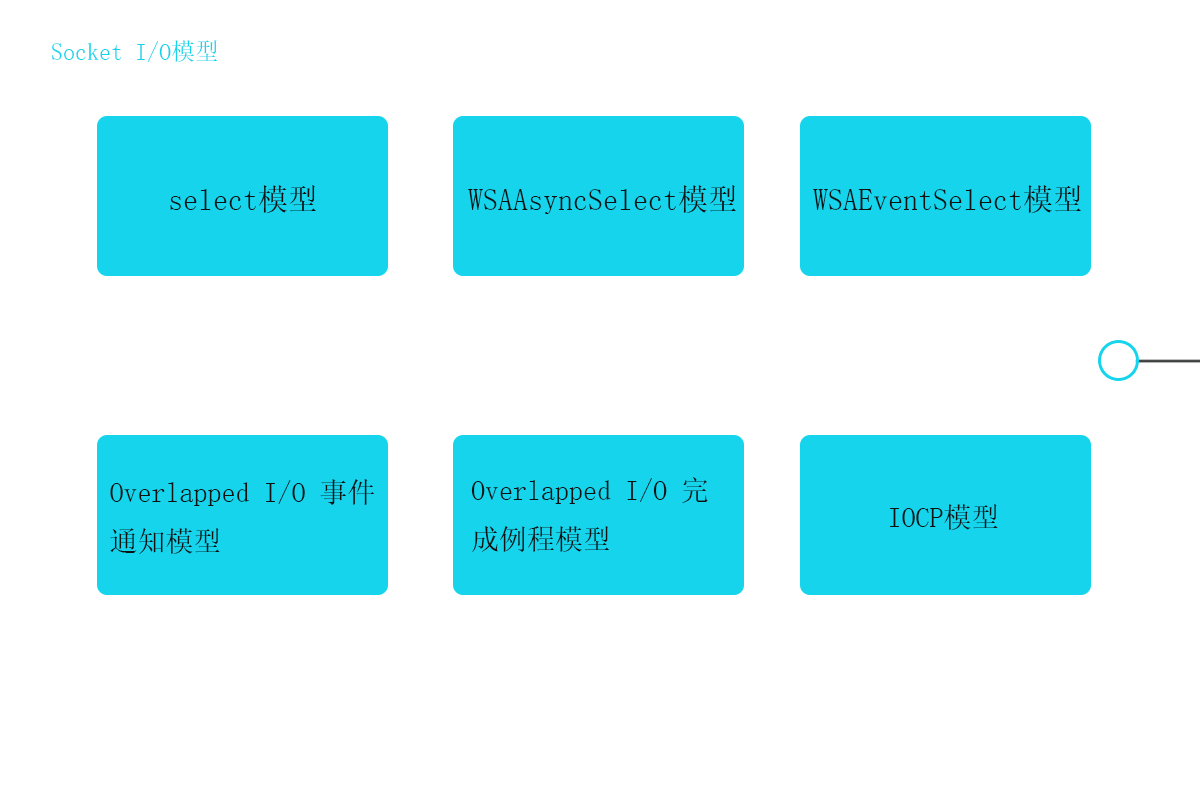 Socket I/O模型
select模型
WSAAsyncSelect模型
WSAEventSelect模型
Overlapped I/O 事件
通知模型
Overlapped I/O 完
成例程模型
IOCP模型